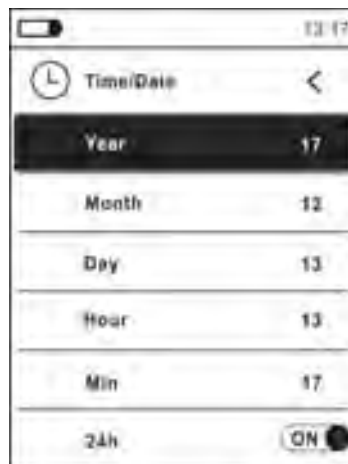 13:17
Time/Date
Year 17
Month 12
Day 13
Hour 13
Min 17
24h ON